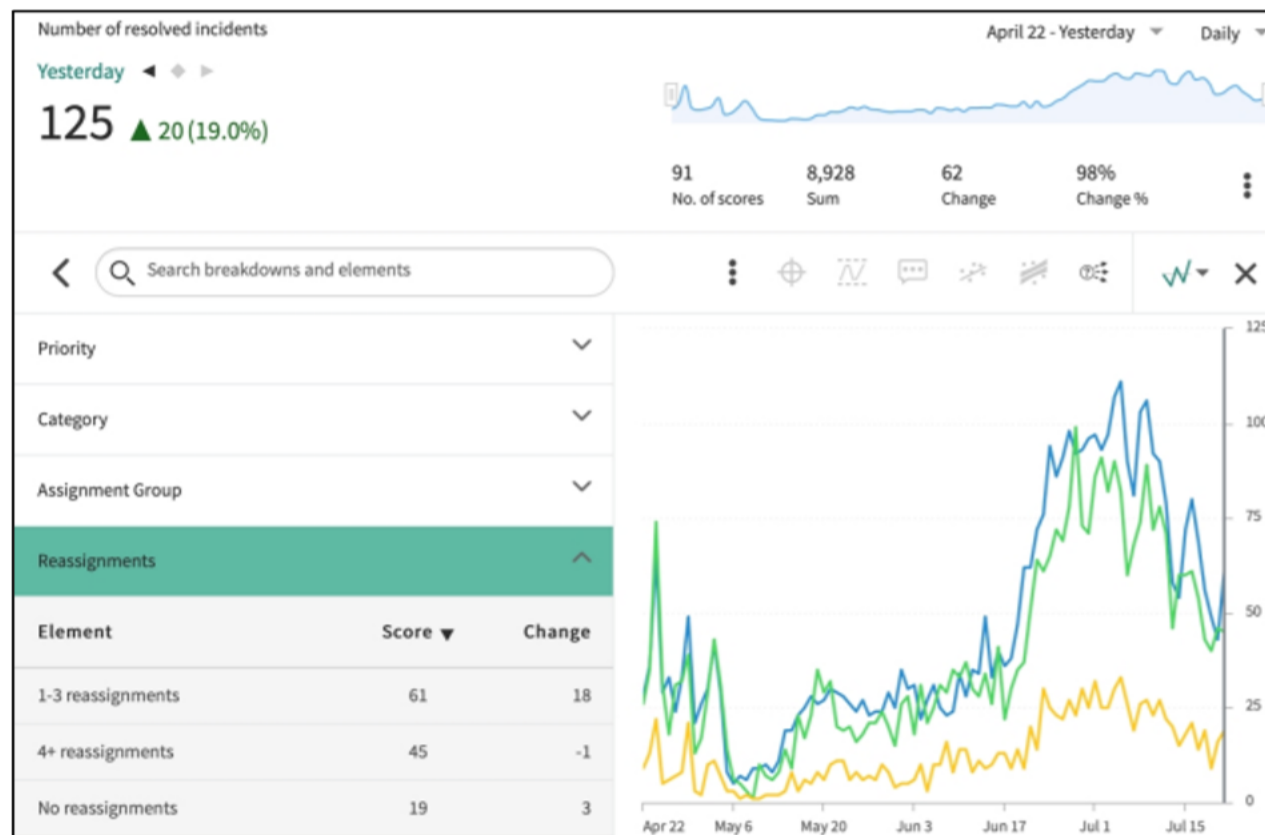 Number of resolved incidents
April 22 - Yesterday
Daily
Yesterday
125
20 (19.0%)
91
No. of scores
8,928
Sum
62
Change
98%
Change %
Search breakdowns and elements
Priority
Category
Assignment Group
Reassignments
Element Score Change
1-3 reassignments 61 18
4+ reassignments 45 -1
No reassignments 19 3
125
100
75
50
25
0
Apr 22 May 6 May 20 Jun 3 Jun 17 Jul 1 Jul 15